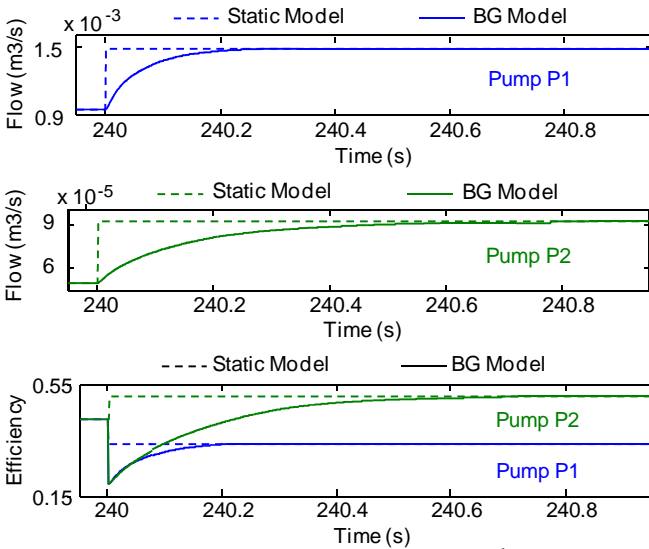 x 10-3
Static Model
BG Model
1.5
Flow (m3/s)
Pump P1
0.9
240
240.2
240.4
240.6
240.8
Time (s)
x 10-5
Static Model
BG Model
9
Flow (m3/s)
6
Pump P2
240
240.2
240.4
240.6
240.8
Time (s)
Static Model
BG Model
0.55
Efficiency
Pump P2
Pump P1
0.15
240
240.2
240.4
240.6
240.8
Time (s)